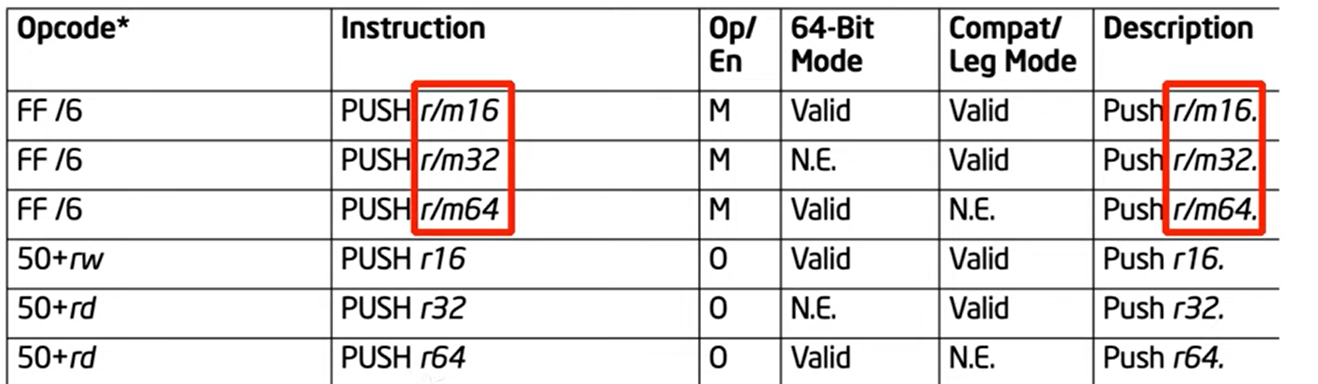 Opcode* Instruction Op/ 64-Bit Compat/ Description
En Mode Leg Mode
FF /6 PUSH r/m16 M Valid Valid Push r/m16.
FF /6 PUSH r/m32 M N.E. Valid Push r/m32.
FF /6 PUSH r/m64 M Valid N.E. Push r/m64.
50+rw PUSH r16 O Valid Valid Push r16.
50+rd PUSH r32 O N.E. Valid Push r32.
50+rd PUSH r64 O Valid N.E. Push r64.